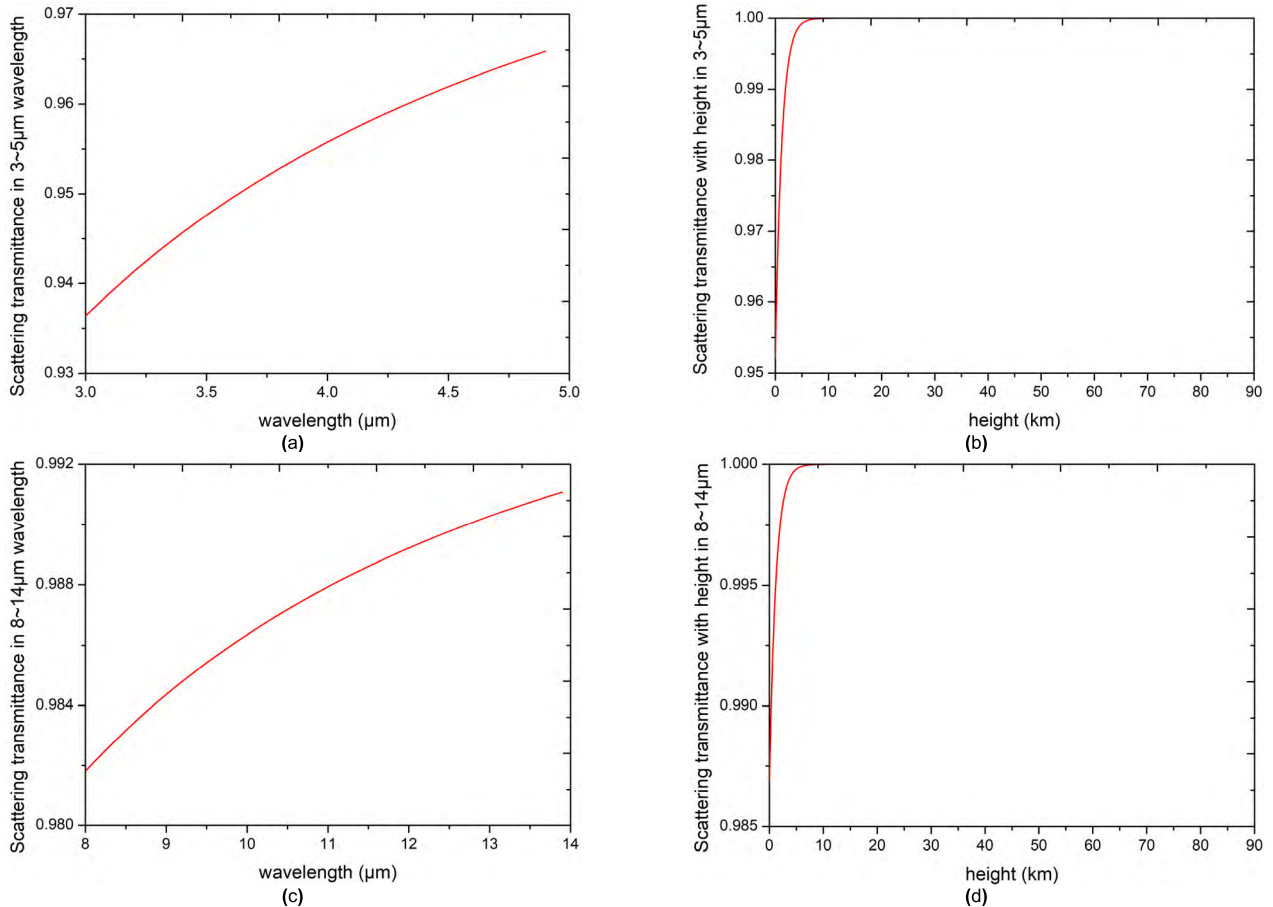 Scattering transmittance in 3~5μm wavelength
0.97
0.96
0.95
0.94
0.93
3.0 3.5 4.0 4.5 5.0
wavelength (μm)
(a)
Scattering transmittance with height in 3~5μm
1.00
0.99
0.98
0.97
0.96
0.95
0 10 20 30 40 50 60 70 80 90
height (km)
(b)
Scattering transmittance in 8~14μm wavelength
0.992
0.988
0.984
0.980
8 9 10 11 12 13 14
wavelength (μm)
(c)
Scattering transmittance with height in 8~14μm
1.000
0.995
0.990
0.985
0 10 20 30 40 50 60 70 80 90
height (km)
(d)